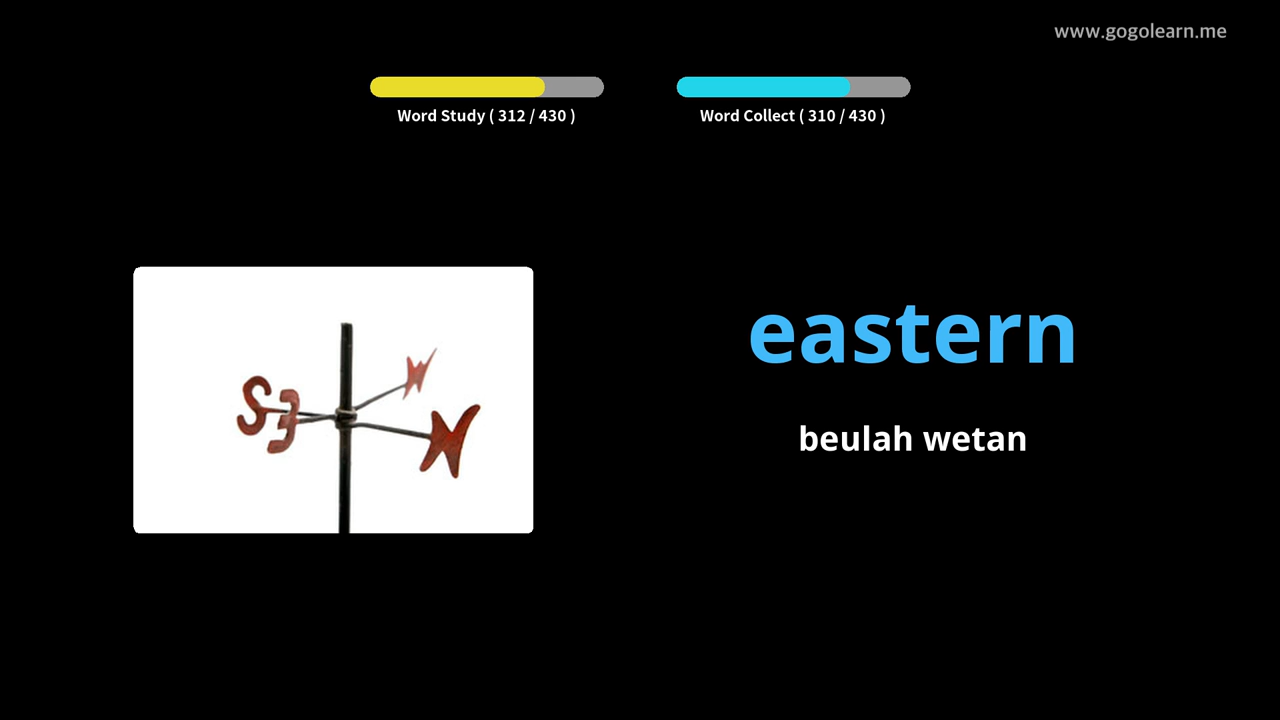 www.gogolearn.me
Word Study ( 312 / 430 )
Word Collect ( 310 / 430 )
eastern
beulah wetan
S E
N